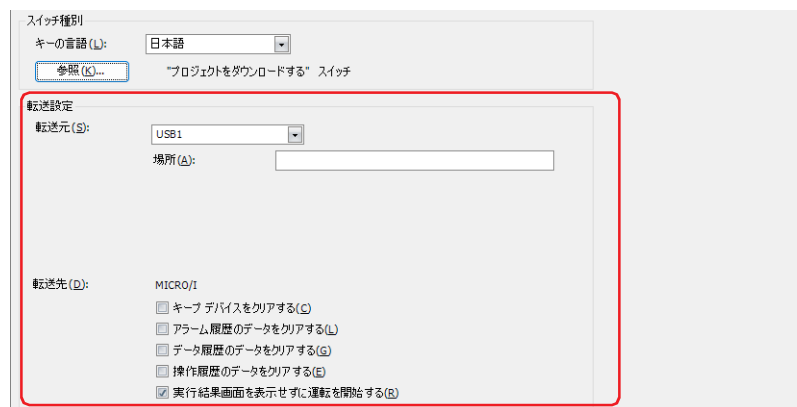 スイッチ種別
キーの言語(L): 日本語
参照(K)... "プロジェクトをダウンロードする" スイッチ
転送設定
転送元(S): USB1
場所(A):
転送先(D): MICRO/I
キープ デバイスをクリアする(C)
アラーム履歴のデータをクリアする(L)
データ履歴のデータをクリアする(G)
操作履歴のデータをクリアする(E)
実行結果画面を表示せずに運転を開始する(R)